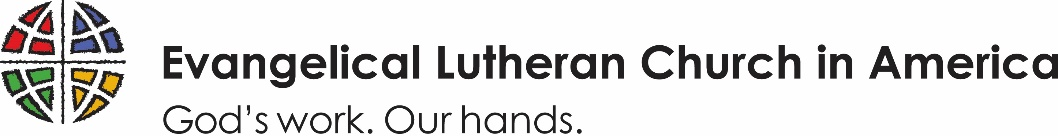 Evangelical Lutheran Church in America
God's work. Our hands.